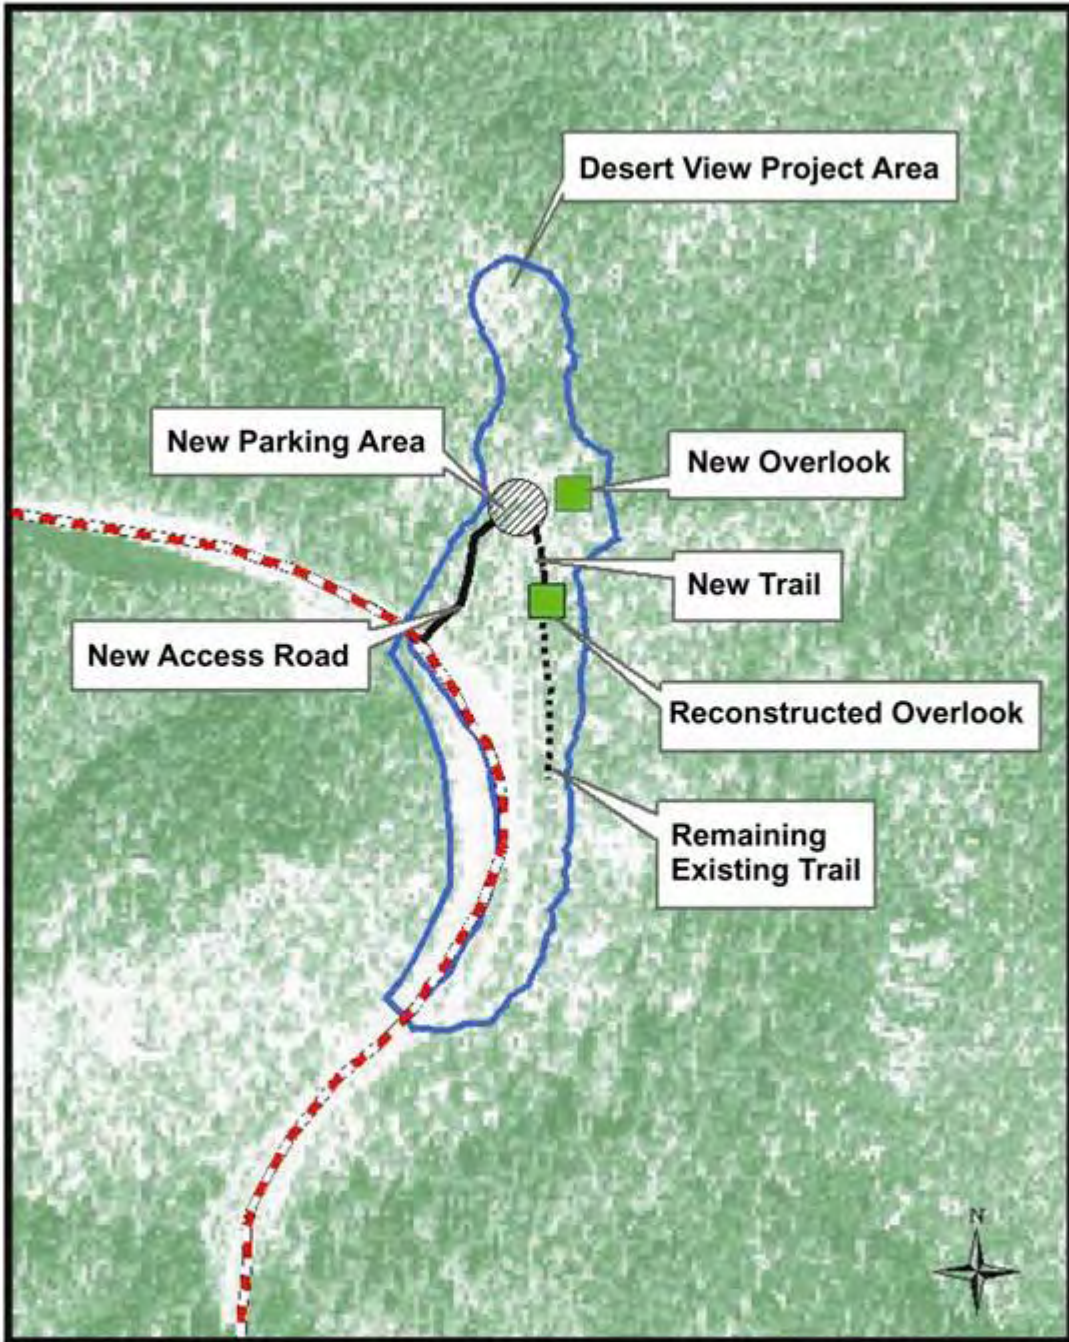 Desert View Project Area
New Parking Area
New Overlook
New Trail
New Access Road
Reconstructed Overlook
Remaining
Existing Trail
N